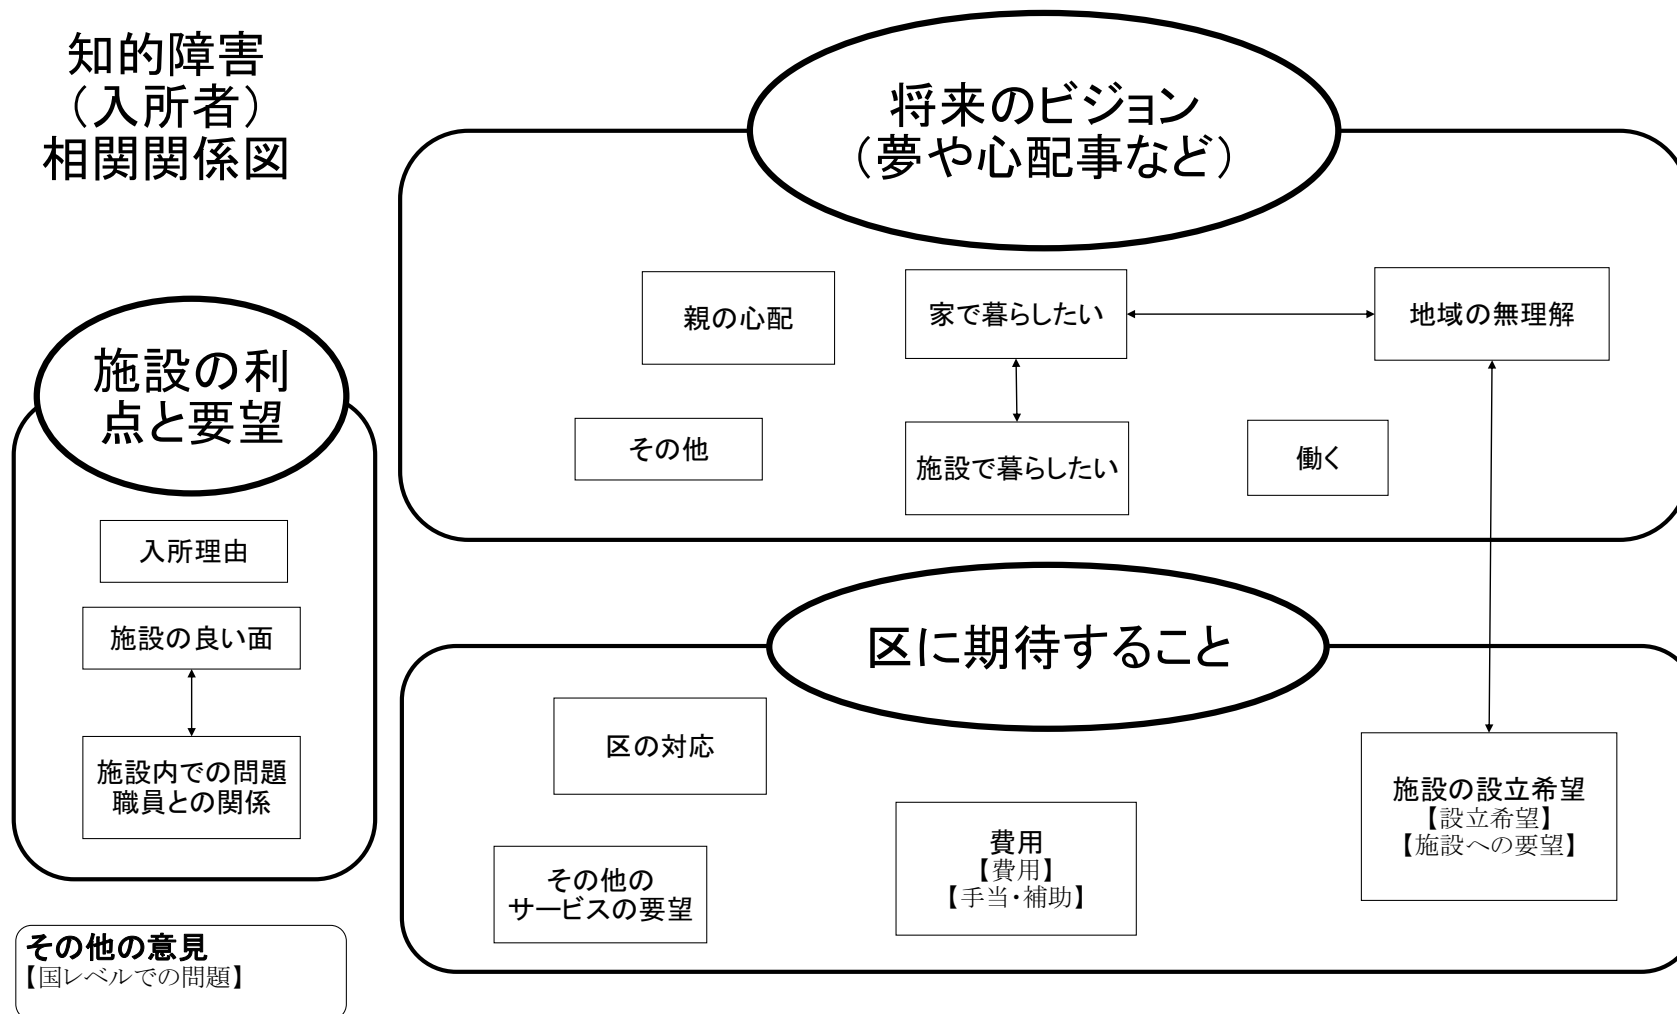 知的障害
（入所者）
相関関係図
将来のビジョン
（夢や心配事など）
親の心配
家で暮らしたい
地域の無理解
その他
施設で暮らしたい
働く
施設の利
点と要望
入所理由
施設の良い面
施設内での問題
職員との関係
区に期待すること
区の対応
費用
【費用】
【手当・補助】
施設の設立希望
【設立希望】
【施設への要望】
その他の
サービスの要望
その他の意見
【国レベルでの問題】